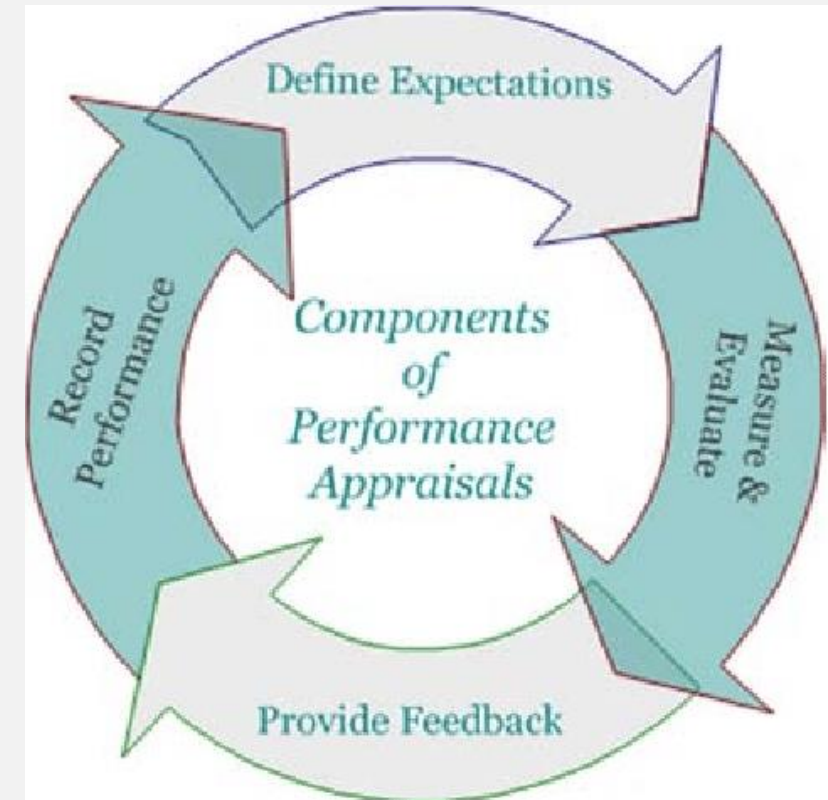 Define Expectations
Measure &
Evaluate
Provide Feedback
Record
Performance
Components
of
Performance
Appraisals